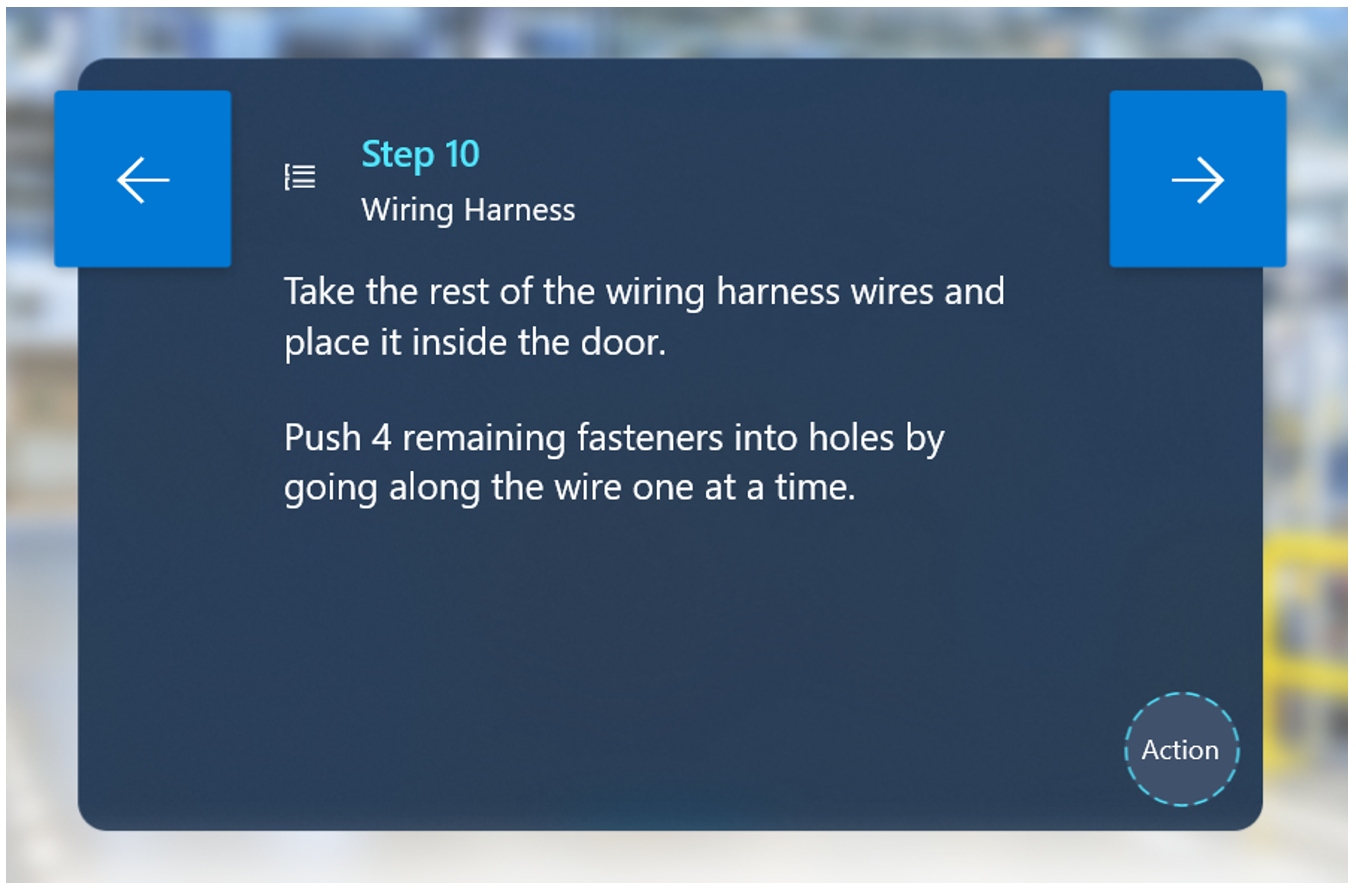 Step 10
Wiring Harness
Take the rest of the wiring harness wires and
place it inside the door.
Push 4 remaining fasteners into holes by
going along the wire one at a time.
Action